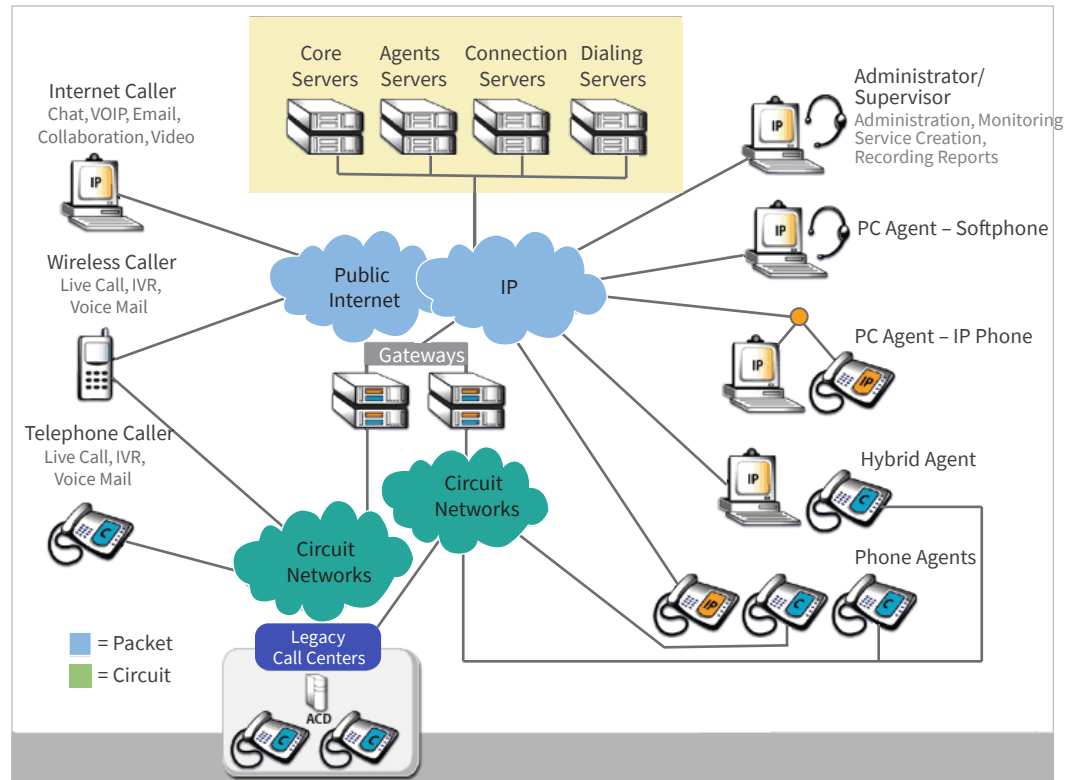 Core
Servers
Agents
Servers
Connection
Servers
Dialing
Servers
Internet Caller
Chat, VOIP, Email,
Collaboration, Video
IP
Wireless Caller
Live Call, IVR,
Voice Mail
Telephone Caller
Live Call, IVR,
Voice Mail
C
Public
Internet
IP
Gateways
Circuit
Networks
Circuit
Networks
Administrator/
Supervisor
Administration, Monitoring
Service Creation,
Recording Reports
IP
PC Agent – Softphone
IP
PC Agent – IP Phone
IP
IP
Hybrid Agent
IP
C
Phone Agents
IP
C
C
= Packet
= Circuit
Legacy
Call Centers
ACD
C
C